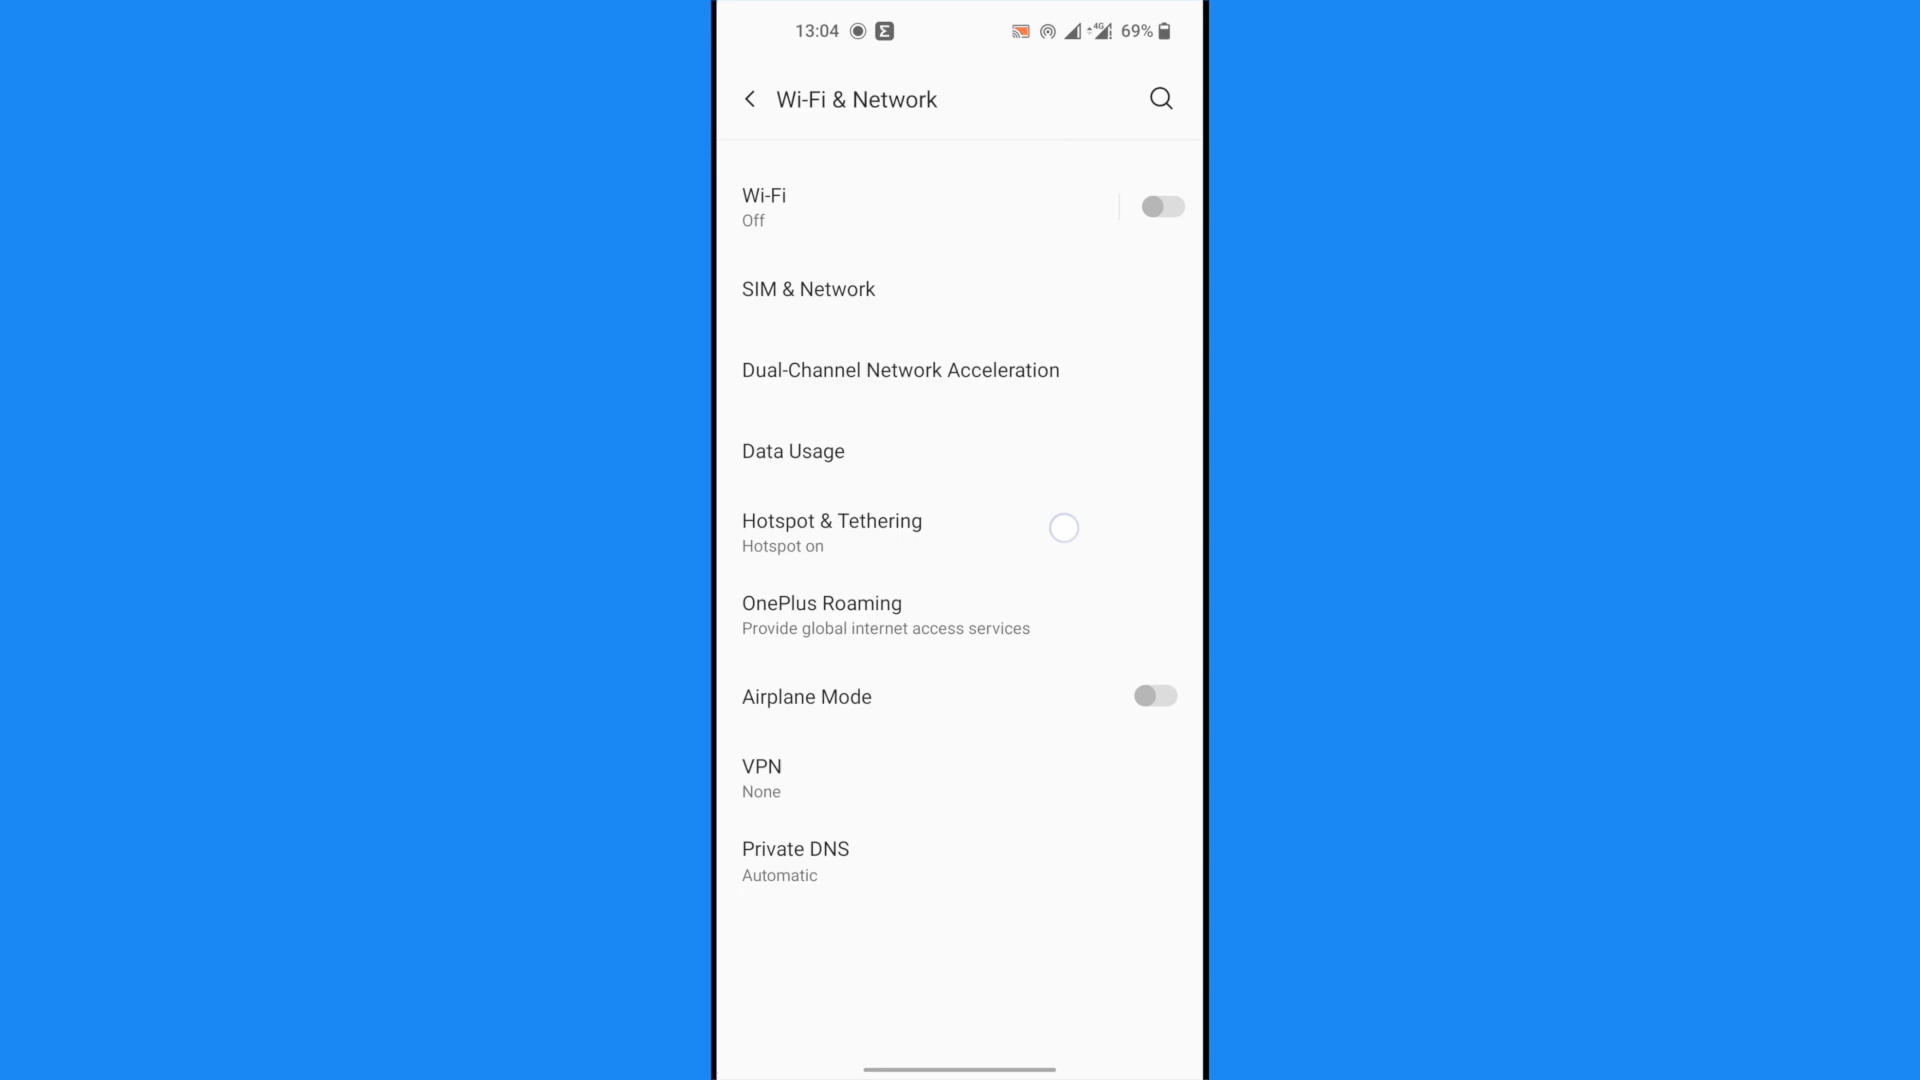 13:04 4G 69%
Wi-Fi & Network
Wi-Fi
Off
SIM & Network
Dual-Channel Network Acceleration
Data Usage
Hotspot & Tethering
Hotspot on
OnePlus Roaming
Provide global internet access services
Airplane Mode
VPN
None
Private DNS
Automatic